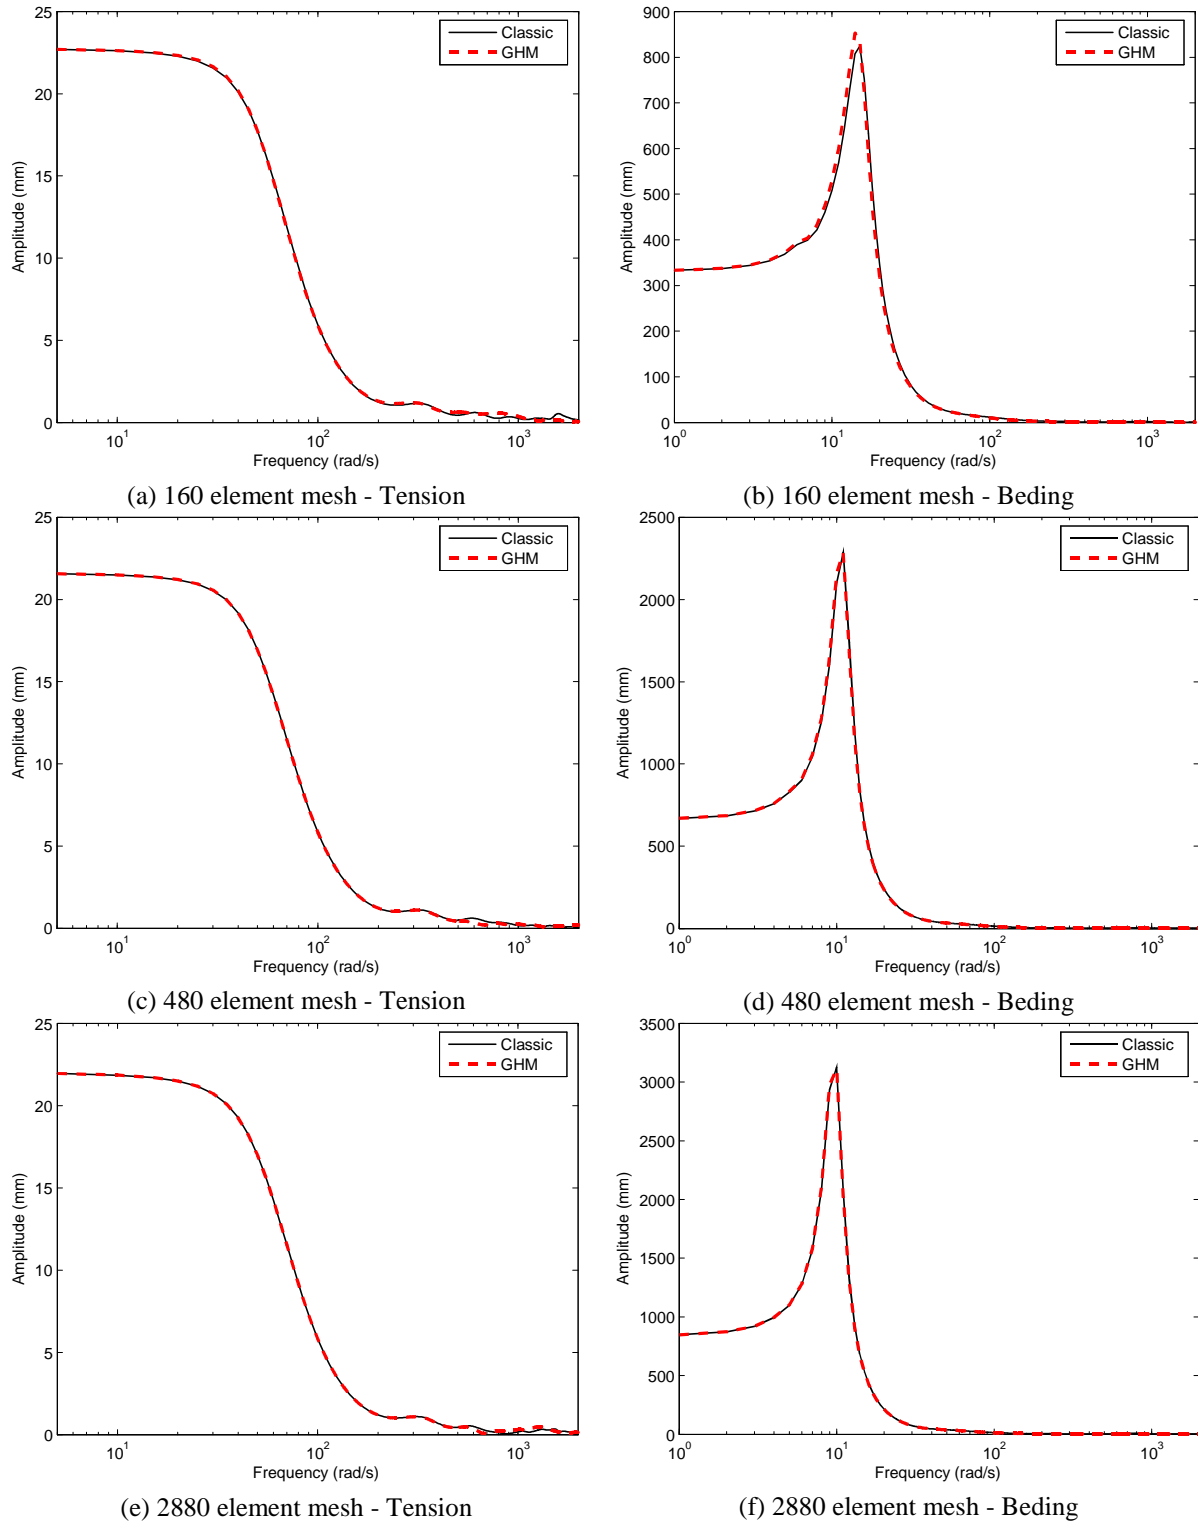 25
20
15
10
5
0
Amplitude (mm)
Classic
GHM
10^1
10^2
10^3
Frequency (rad/s)
(a) 160 element mesh - Tension
900
800
700
600
500
400
300
200
100
0
Amplitude (mm)
Classic
GHM
10^0
10^1
10^2
10^3
Frequency (rad/s)
(b) 160 element mesh - Beding
25
20
15
10
5
0
Amplitude (mm)
Classic
GHM
10^1
10^2
10^3
Frequency (rad/s)
(c) 480 element mesh - Tension
2500
2000
1500
1000
500
0
Amplitude (mm)
Classic
GHM
10^0
10^1
10^2
10^3
Frequency (rad/s)
(d) 480 element mesh - Beding
25
20
15
10
5
0
Amplitude (mm)
Classic
GHM
10^1
10^2
10^3
Frequency (rad/s)
(e) 2880 element mesh - Tension
3500
3000
2500
2000
1500
1000
500
0
Amplitude (mm)
Classic
GHM
10^0
10^1
10^2
10^3
Frequency (rad/s)
(f) 2880 element mesh - Beding